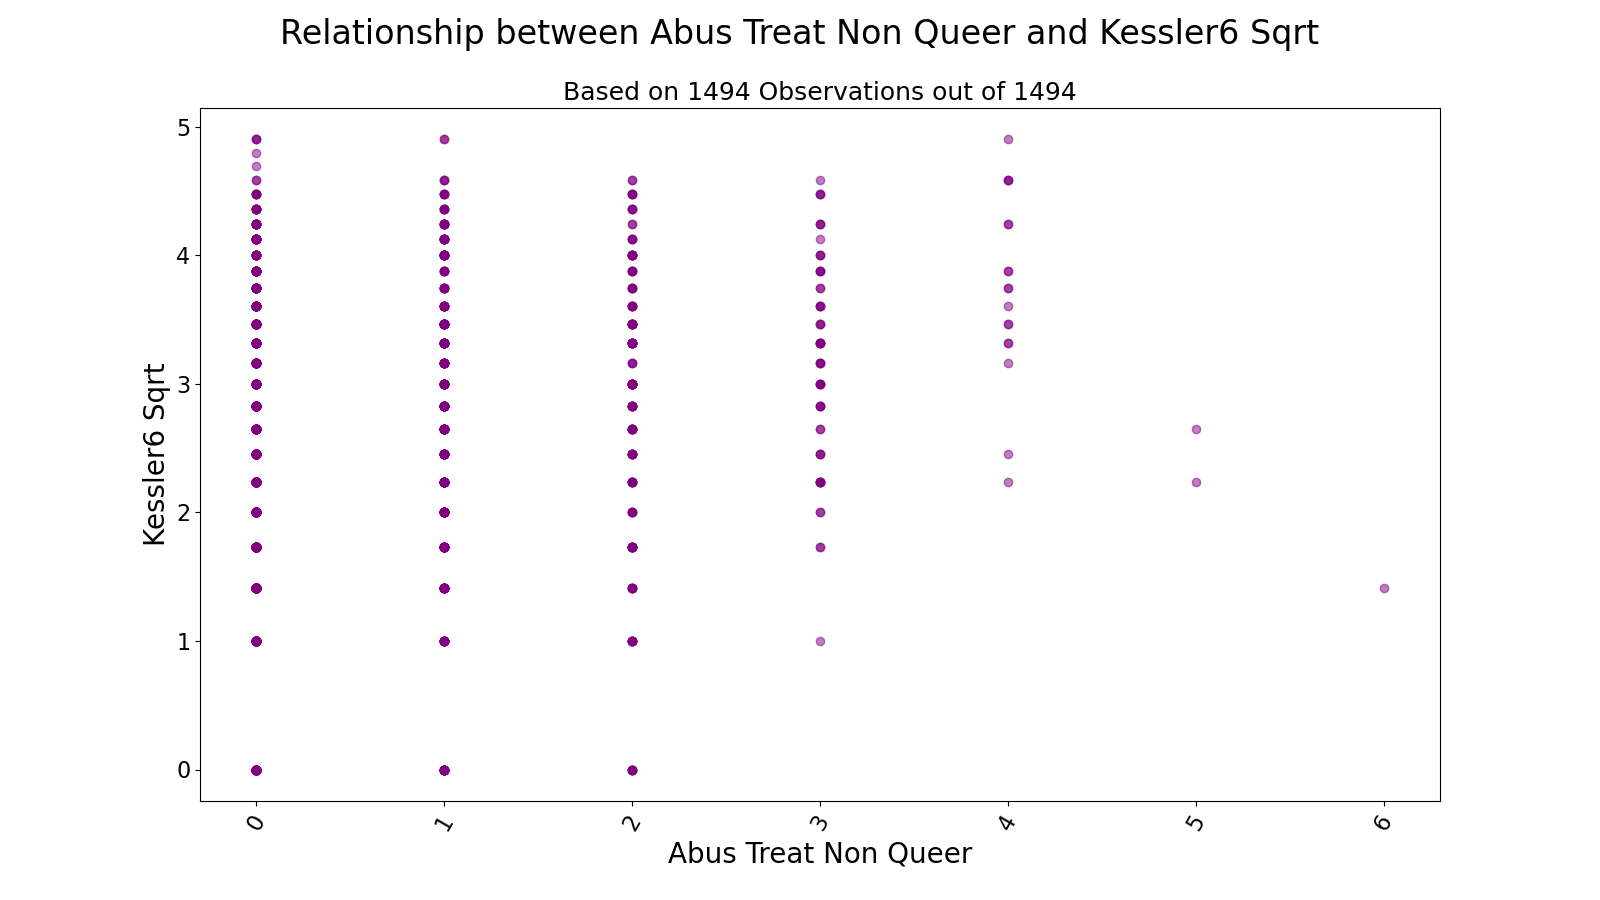 Relationship between Abus Treat Non Queer and Kessler6 Sqrt
Based on 1494 Observations out of 1494
5
4
3
2
1
0
Kessler6 Sqrt
0 1 2 3 4 5 6
Abus Treat Non Queer